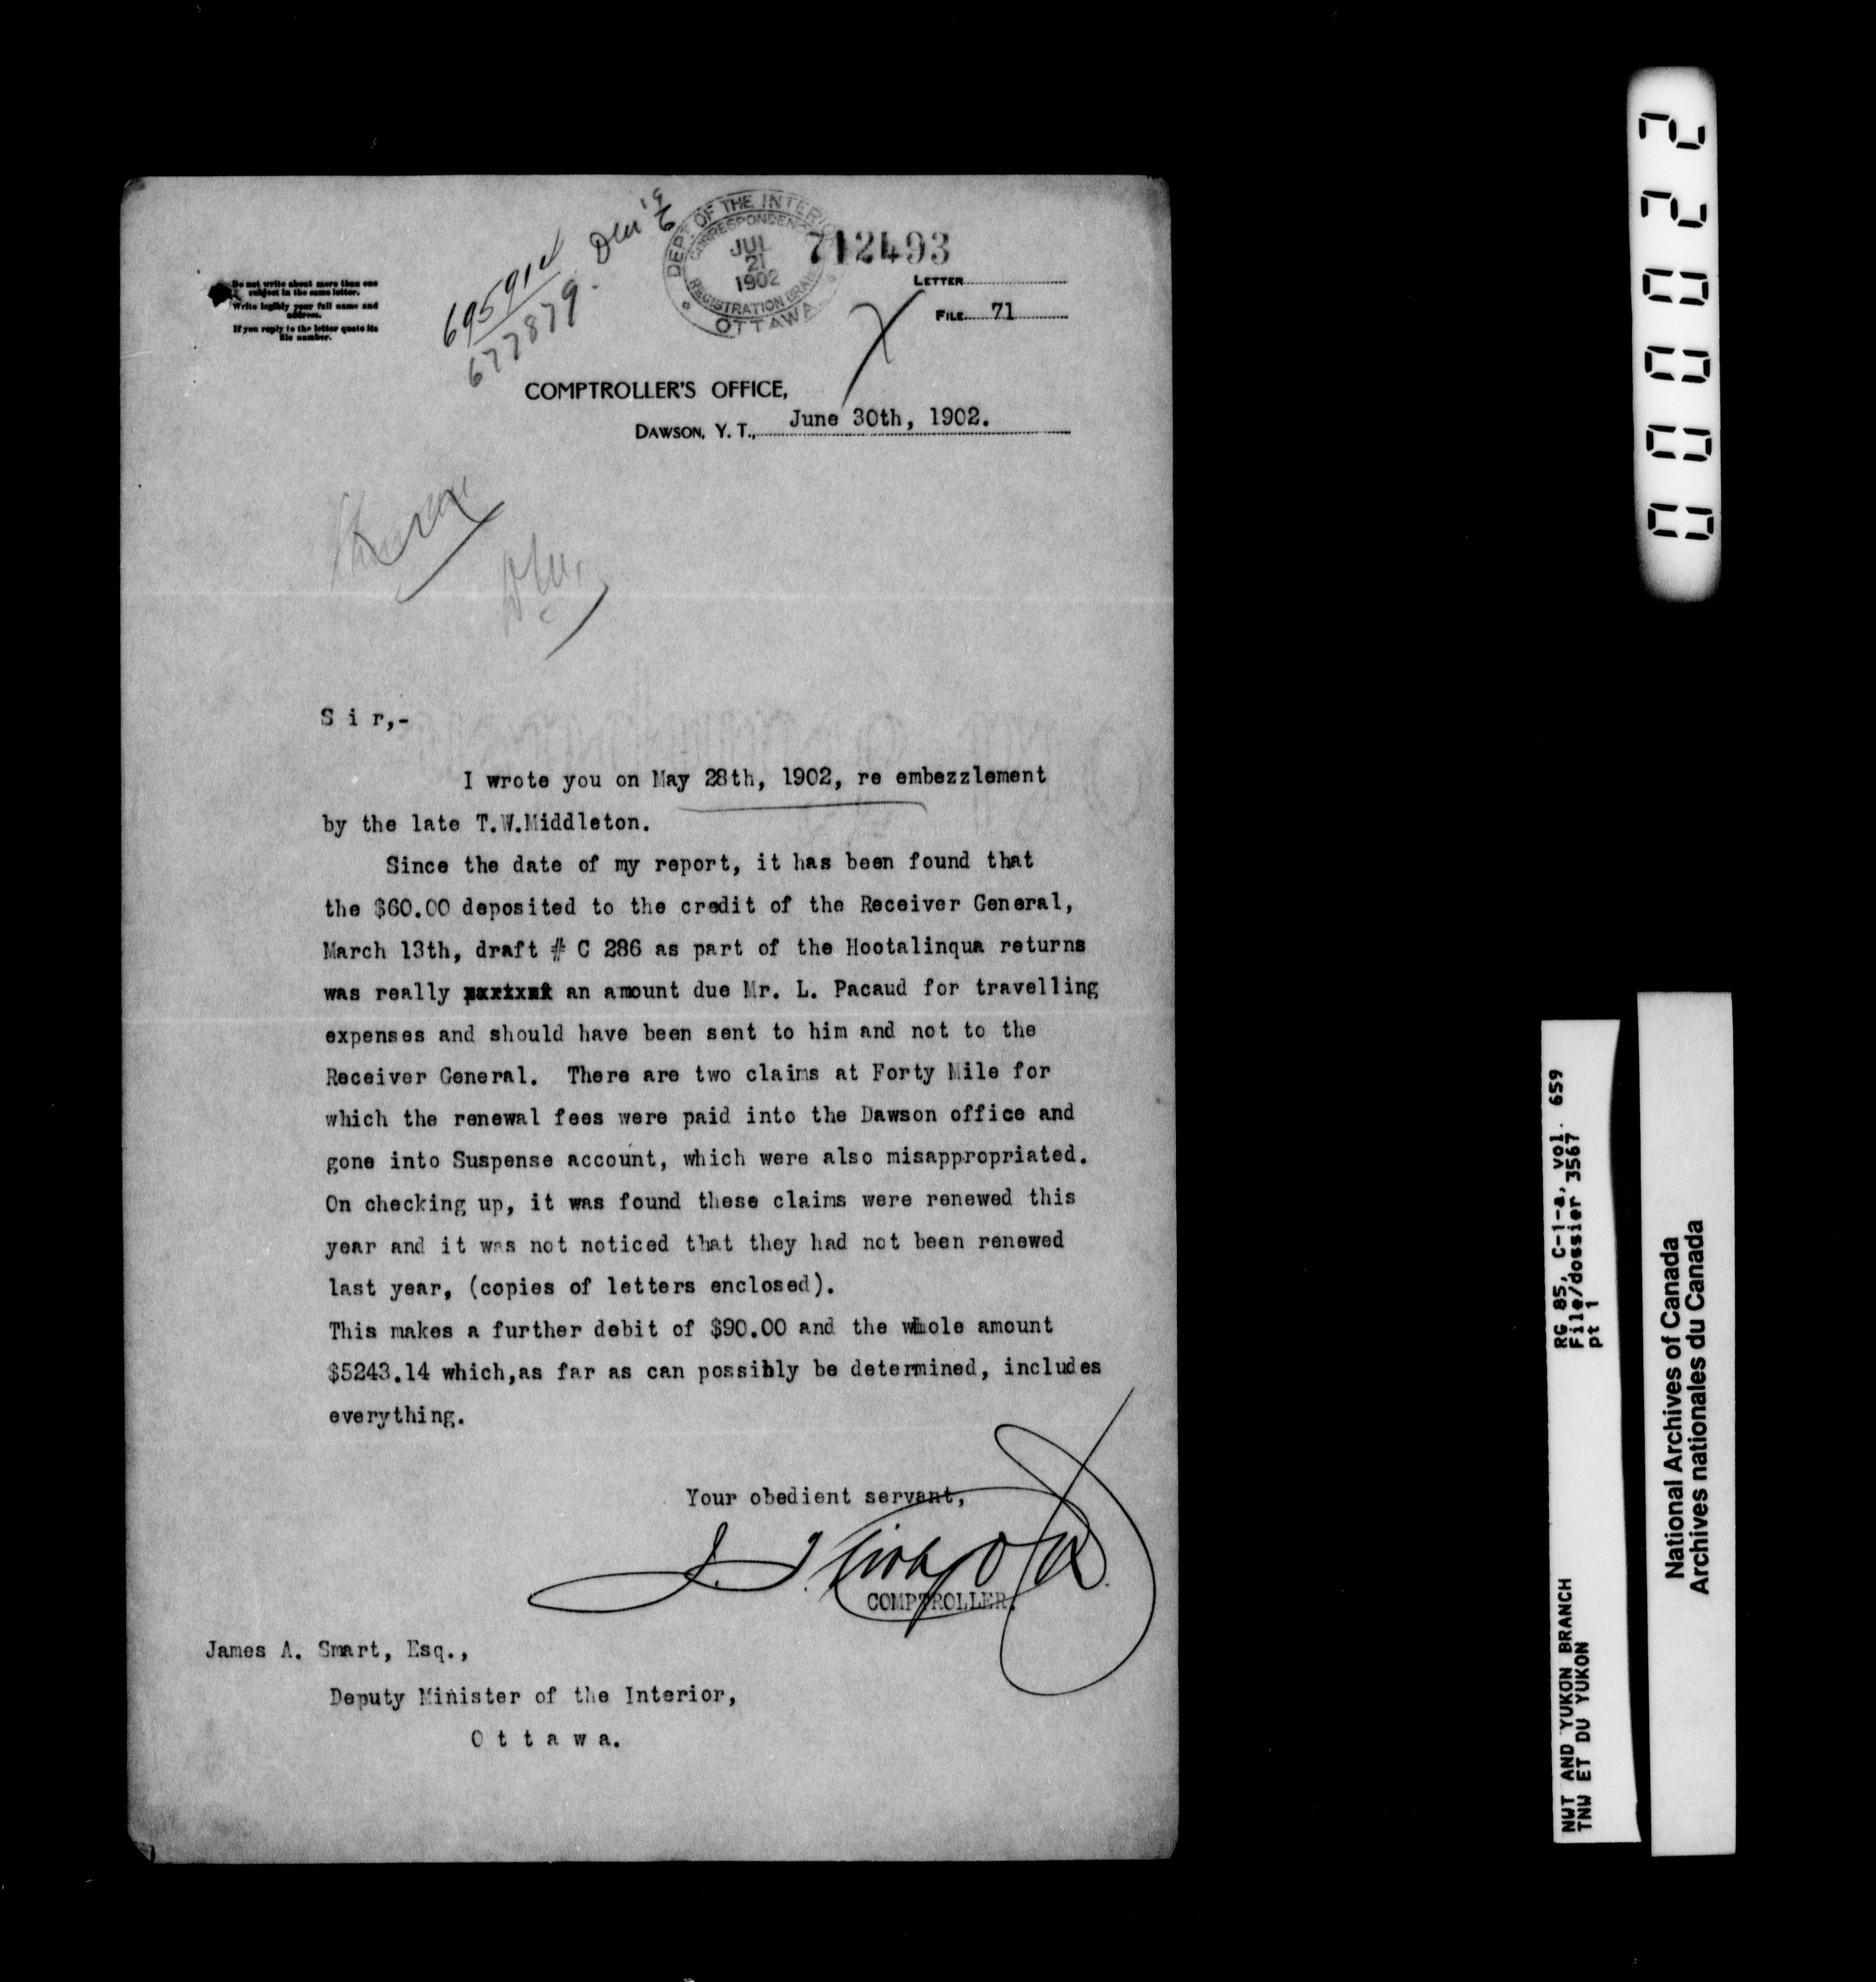 Do not write about more than one
subject in the same letter.
Write legibly your full name and
address.
If you reply to the letter quote its
file number.
677879.
DEPT. OF THE INTERIOR
CORRESPONDENCE
JUL
21
1902
REGISTRATION BRANCH
OTTAWA
712493
LETTER
FILE 71
COMPTROLLER'S OFFICE,
DAWSON, Y. T., June 30th, 1902.
S i r,-
I wrote you on May 28th, 1902, re embezzlement
by the late T.W.Middleton.
Since the date of my report, it has been found that
the $60.00 deposited to the credit of the Receiver General,
March 13th, draft # C 286 as part of the Hootalinqua returns
was really an amount due Mr. L. Pacaud for travelling
expenses and should have been sent to him and not to the
Receiver General. There are two claims at Forty Mile for
which the renewal fees were paid into the Dawson office and
gone into Suspense account, which were also misappropriated.
On checking up, it was found these claims were renewed this
year and it was not noticed that they had not been renewed
last year, (copies of letters enclosed).
This makes a further debit of $90.00 and the whole amount
$5243.14 which,as far as can possibly be determined, includes
everything.
Your obedient servant,
COMPTROLLER.
James A. Smart, Esq.,
Deputy Minister of the Interior,
O t t a w a.
000022
RG 85, C-1-a, vol. 659
File/dossier 3567
pt 1
NWT AND YUKON BRANCH
TNW ET DU YUKON
National Archives of Canada
Archives nationales du Canada